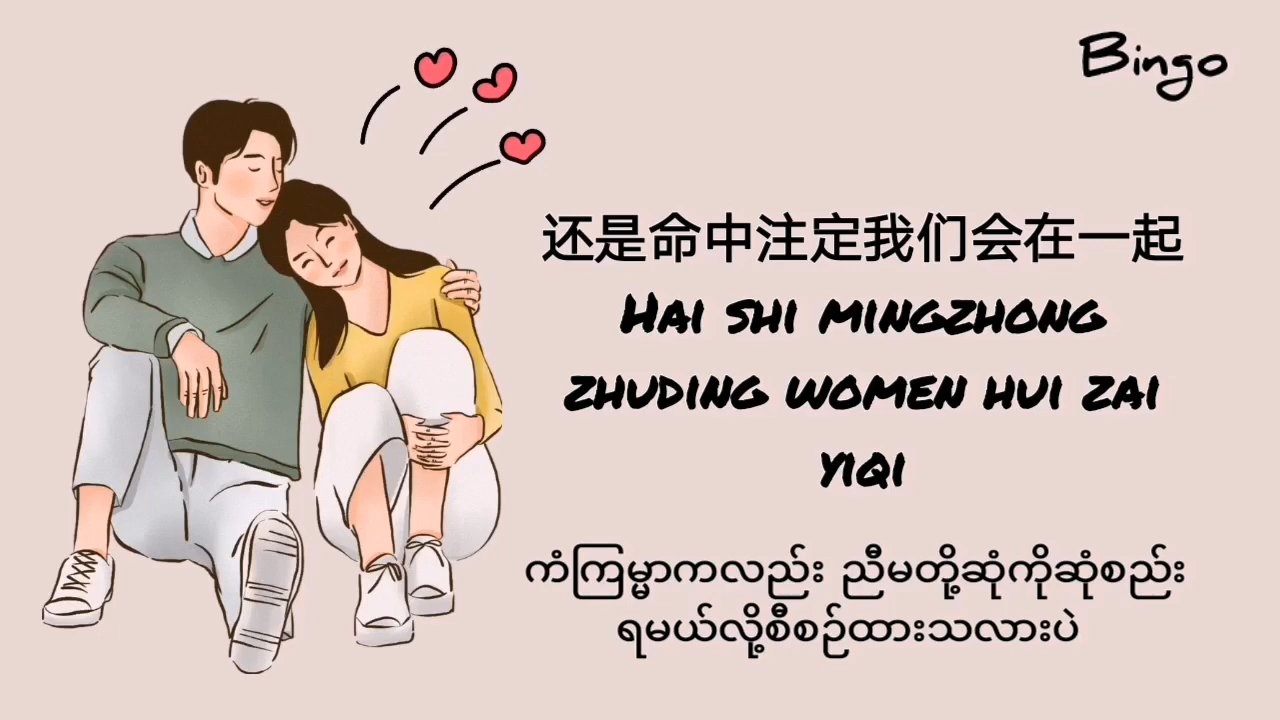 Bingo
还是命中注定我们会在一起
HAI SHI MINGZHONG
ZHUDING WOMEN HUI ZAI
YIQI
ကံကြမ္မာကလည်း ညီမတို့ဆုံကိုဆုံစည်း
ရမယ်လို့စီစဉ်ထားသလားပဲ